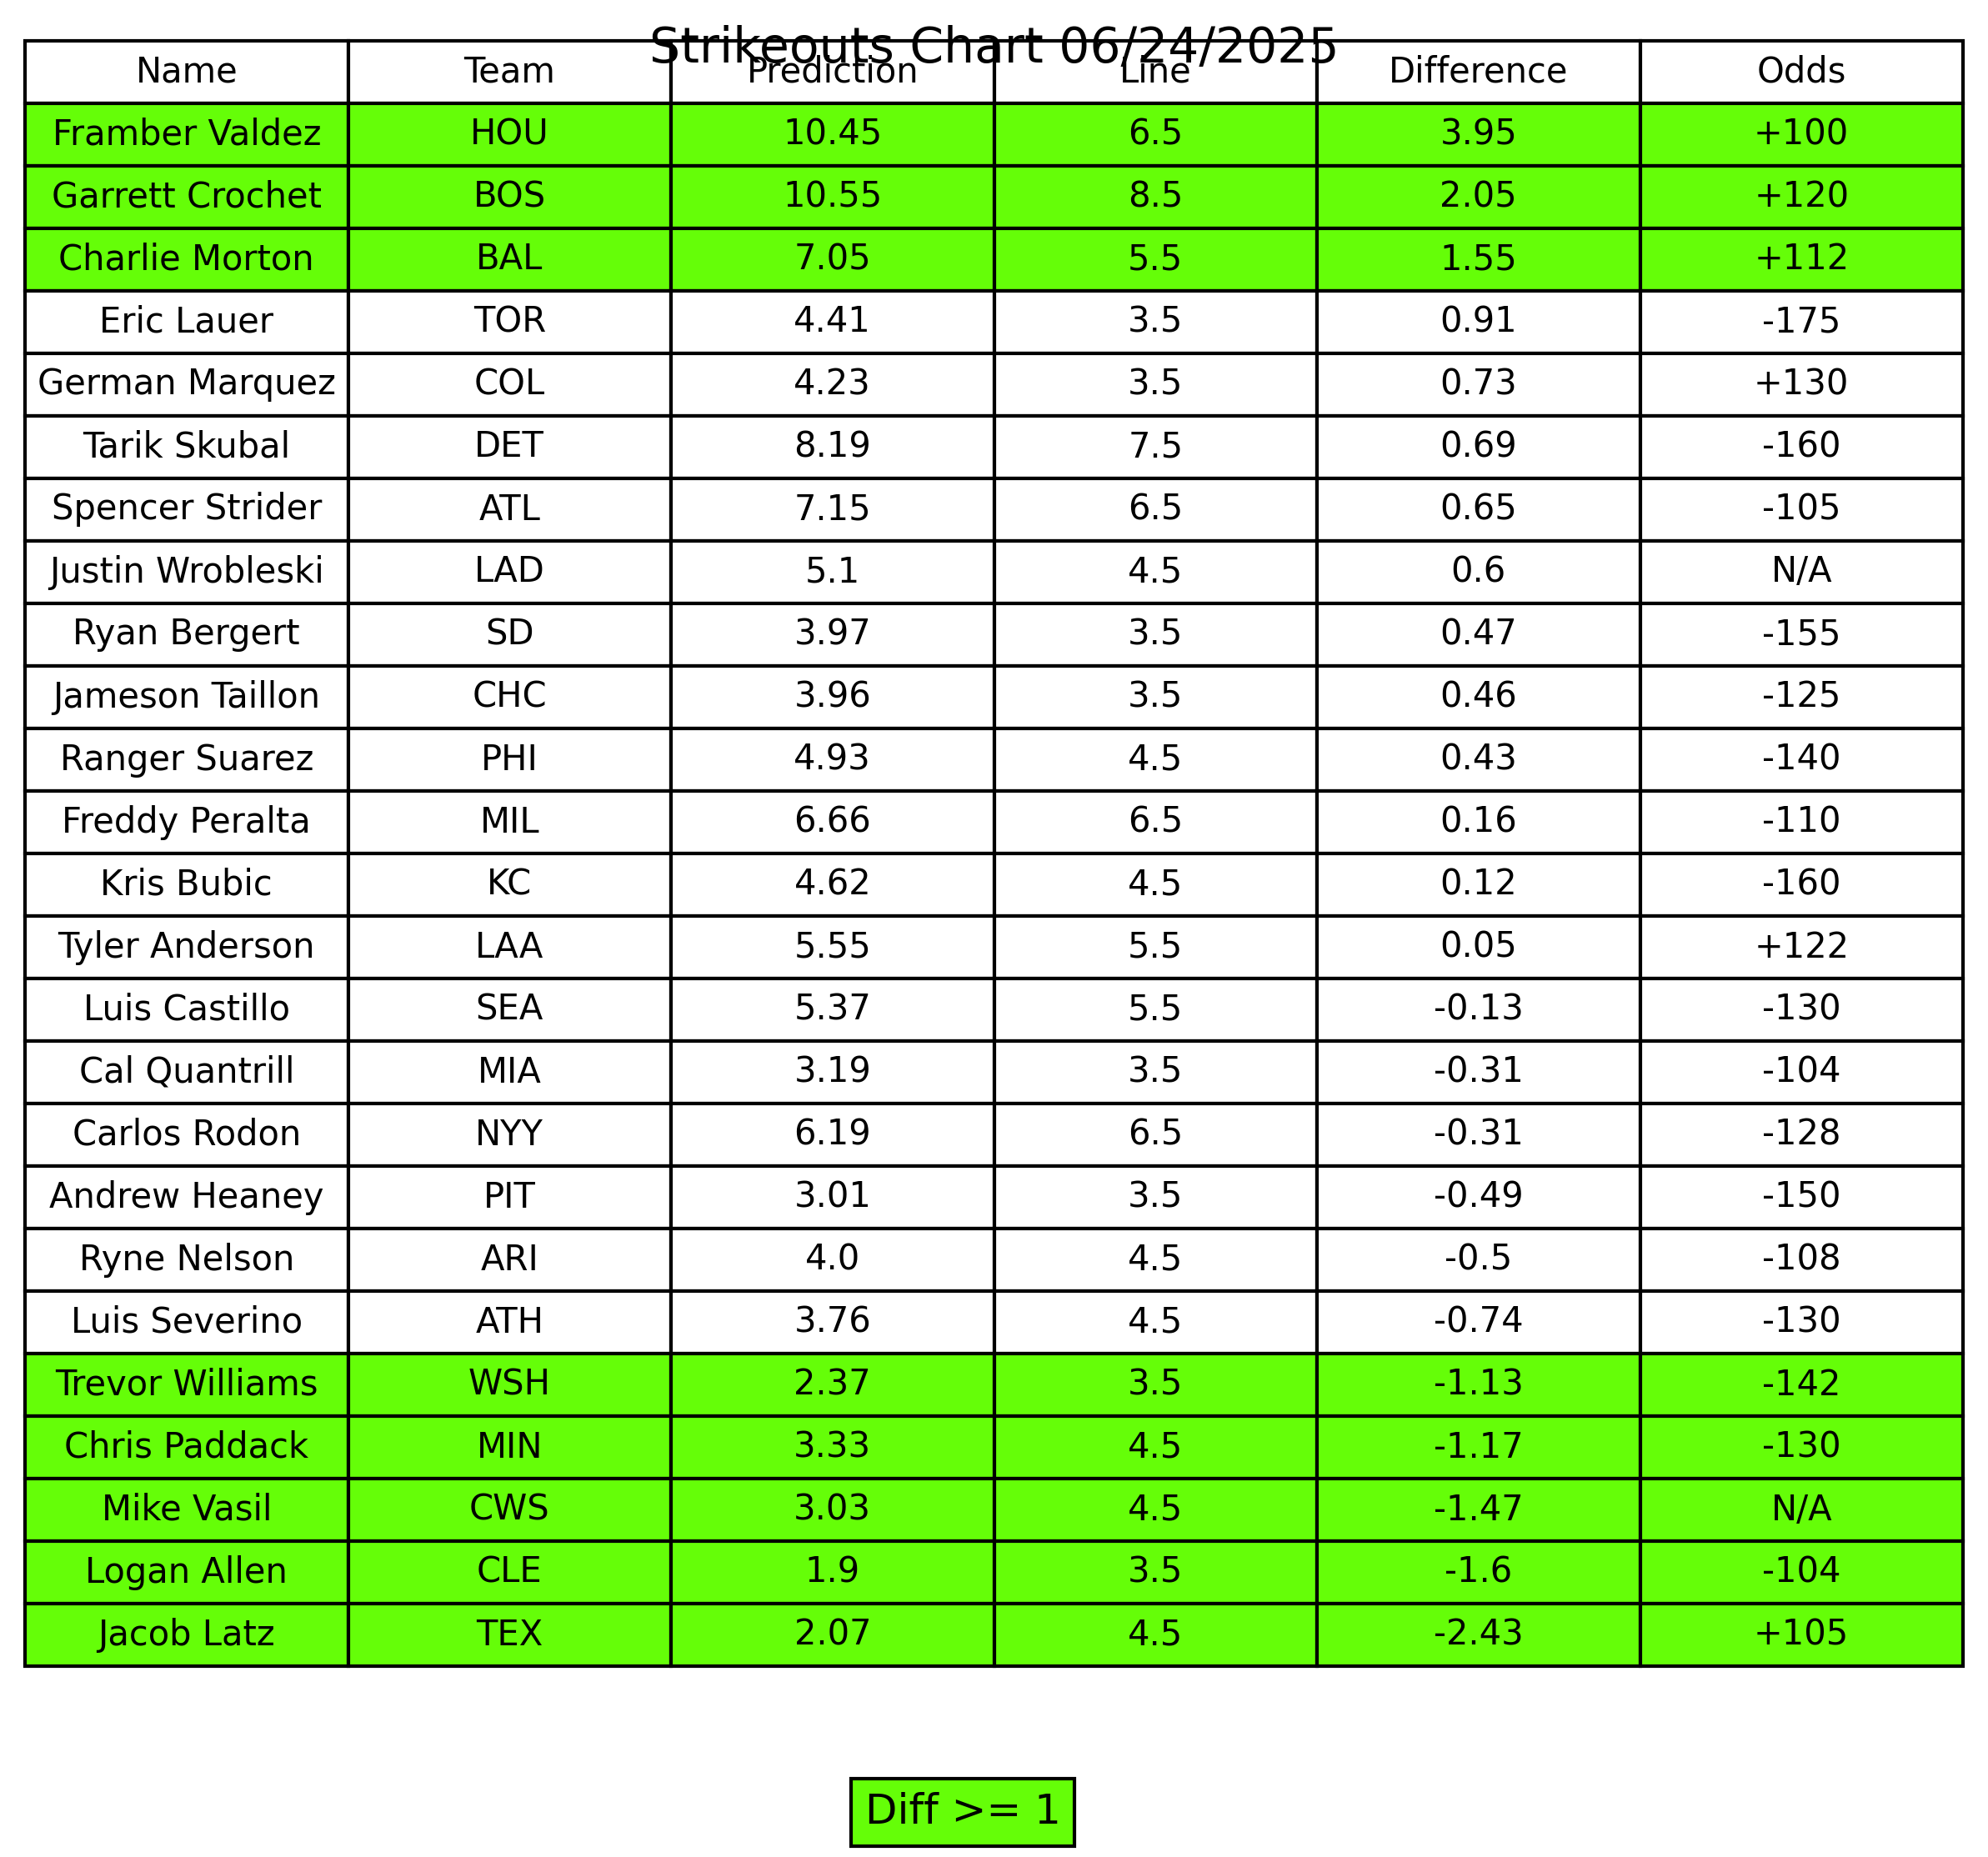 Strikeouts Chart 06/24/2025
Name Team Prediction Line Difference Odds
Framber Valdez HOU 10.45 6.5 3.95 +100
Garrett Crochet BOS 10.55 8.5 2.05 +120
Charlie Morton BAL 7.05 5.5 1.55 +112
Eric Lauer TOR 4.41 3.5 0.91 -175
German Marquez COL 4.23 3.5 0.73 +130
Tarik Skubal DET 8.19 7.5 0.69 -160
Spencer Strider ATL 7.15 6.5 0.65 -105
Justin Wrobleski LAD 5.1 4.5 0.6 N/A
Ryan Bergert SD 3.97 3.5 0.47 -155
Jameson Taillon CHC 3.96 3.5 0.46 -125
Ranger Suarez PHI 4.93 4.5 0.43 -140
Freddy Peralta MIL 6.66 6.5 0.16 -110
Kris Bubic KC 4.62 4.5 0.12 -160
Tyler Anderson LAA 5.55 5.5 0.05 +122
Luis Castillo SEA 5.37 5.5 -0.13 -130
Cal Quantrill MIA 3.19 3.5 -0.31 -104
Carlos Rodon NYY 6.19 6.5 -0.31 -128
Andrew Heaney PIT 3.01 3.5 -0.49 -150
Ryne Nelson ARI 4.0 4.5 -0.5 -108
Luis Severino ATH 3.76 4.5 -0.74 -130
Trevor Williams WSH 2.37 3.5 -1.13 -142
Chris Paddack MIN 3.33 4.5 -1.17 -130
Mike Vasil CWS 3.03 4.5 -1.47 N/A
Logan Allen CLE 1.9 3.5 -1.6 -104
Jacob Latz TEX 2.07 4.5 -2.43 +105
Diff >= 1